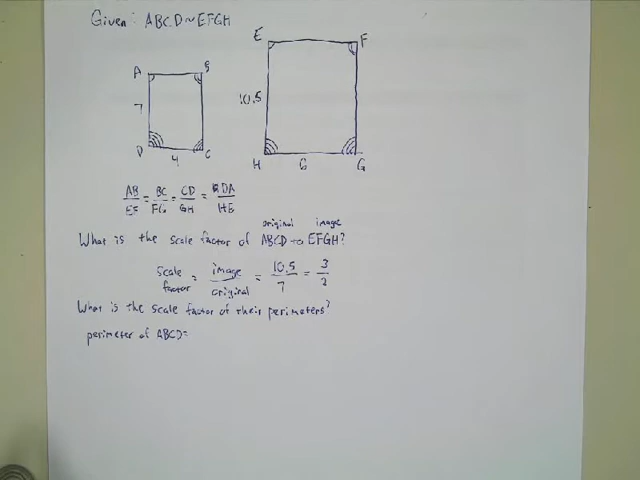 Given: ABCD~EFGH
E F
A B
10.5
7
D 4 C
H 6 G
AB/EF = BC/FG = CD/GH = DA/HE
original image
What is the scale factor of ABCD to EFGH?
scale factor = image/original = 10.5/7 = 3/2
What is the scale factor of their perimeters?
perimeter of ABCD=